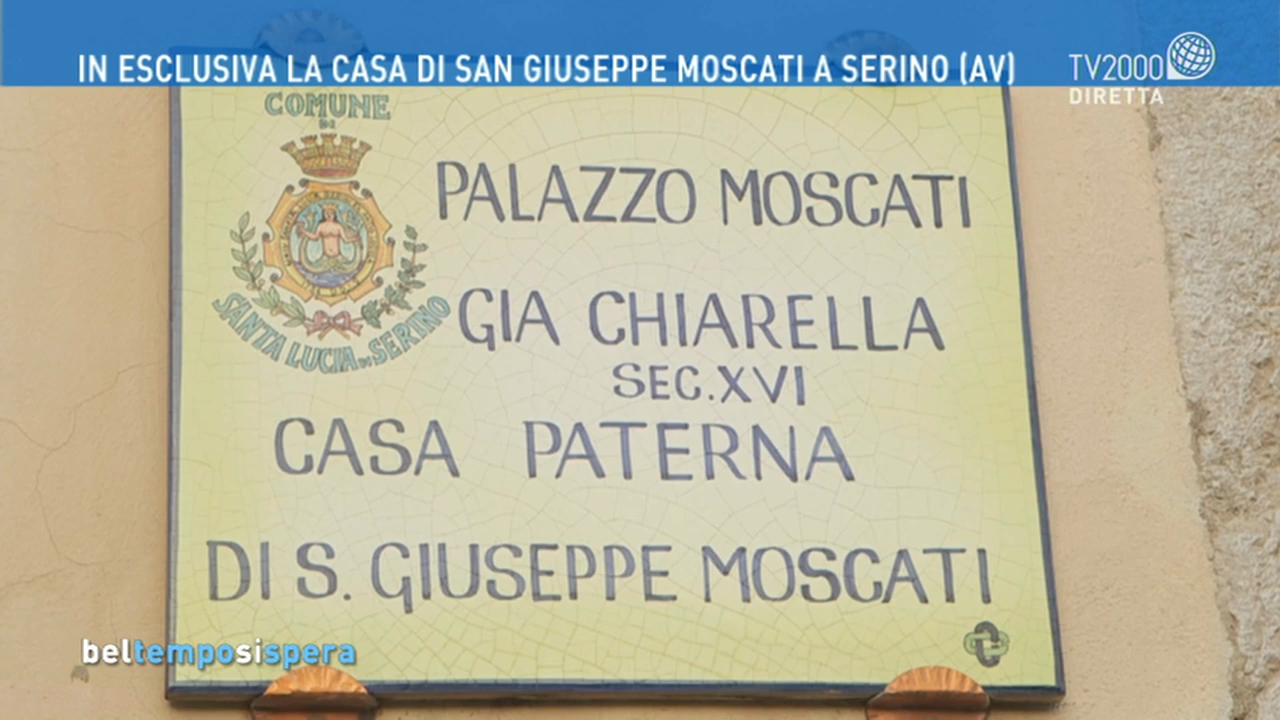 IN ESCLUSIVA LA CASA DI SAN GIUSEPPE MOSCATI A SERINO (AV)
TV2000
DIRETTA
COMUNE
DI
SANTA LUCIA DI SERINO
PALAZZO MOSCATI
GIA CHIARELLA
SEC.XVI
CASA PATERNA
DI S. GIUSEPPE MOSCATI
beltemposispera